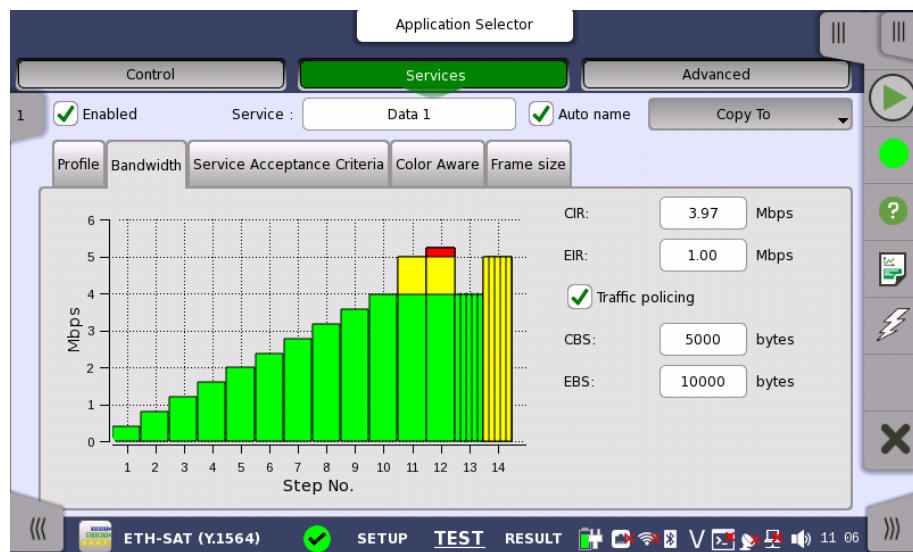 Application Selector
Control Services Advanced
1 Enabled Service : Data 1 Auto name Copy To
Profile Bandwidth Service Acceptance Criteria Color Aware Frame size
CIR: 3.97 Mbps
EIR: 1.00 Mbps
Traffic policing
CBS: 5000 bytes
EBS: 10000 bytes
Mbps
6
5
4
3
2
1
0
1 2 3 4 5 6 7 8 9 10 11 12 13 14
Step No.
ETH-SAT (Y.1564) SETUP TEST RESULT V 11 06